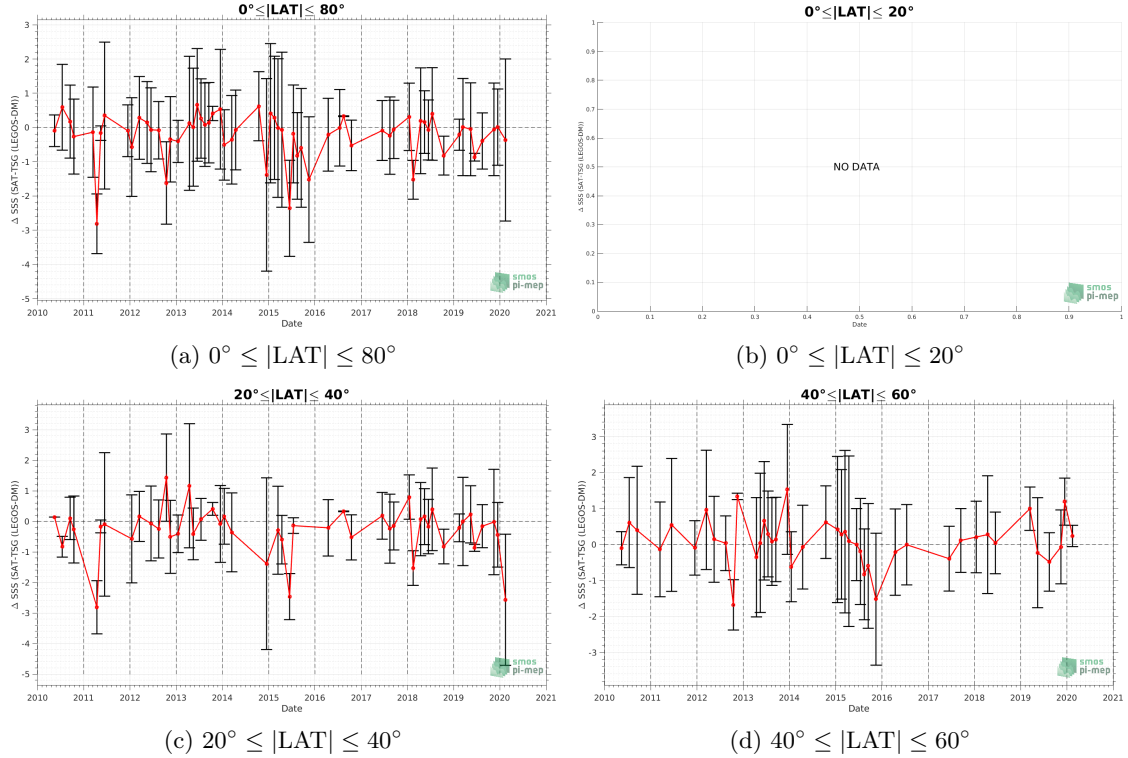 0°≤|LAT|≤ 80°
Δ SSS (SAT-TSG (LEGOS-DM))
3
2
1
0
-1
-2
-3
-4
-5
2010 2011 2012 2013 2014 2015 2016 2017 2018 2019 2020 2021
Date
smos
pi-mep
(a) 0° ≤ |LAT| ≤ 80°
0°≤|LAT|≤ 20°
Δ SSS (SAT-TSG (LEGOS-DM))
1
0.9
0.8
0.7
0.6
0.5
0.4
0.3
0.2
0.1
0
NO DATA
0 0.1 0.2 0.3 0.4 0.5 0.6 0.7 0.8 0.9 1
Date
smos
pi-mep
(b) 0° ≤ |LAT| ≤ 20°
20°≤|LAT|≤ 40°
Δ SSS (SAT-TSG (LEGOS-DM))
3
2
1
0
-1
-2
-3
-4
-5
2010 2011 2012 2013 2014 2015 2016 2017 2018 2019 2020 2021
Date
smos
pi-mep
(c) 20° ≤ |LAT| ≤ 40°
40°≤|LAT|≤ 60°
Δ SSS (SAT-TSG (LEGOS-DM))
3
2
1
0
-1
-2
-3
2010 2011 2012 2013 2014 2015 2016 2017 2018 2019 2020 2021
Date
smos
pi-mep
(d) 40° ≤ |LAT| ≤ 60°